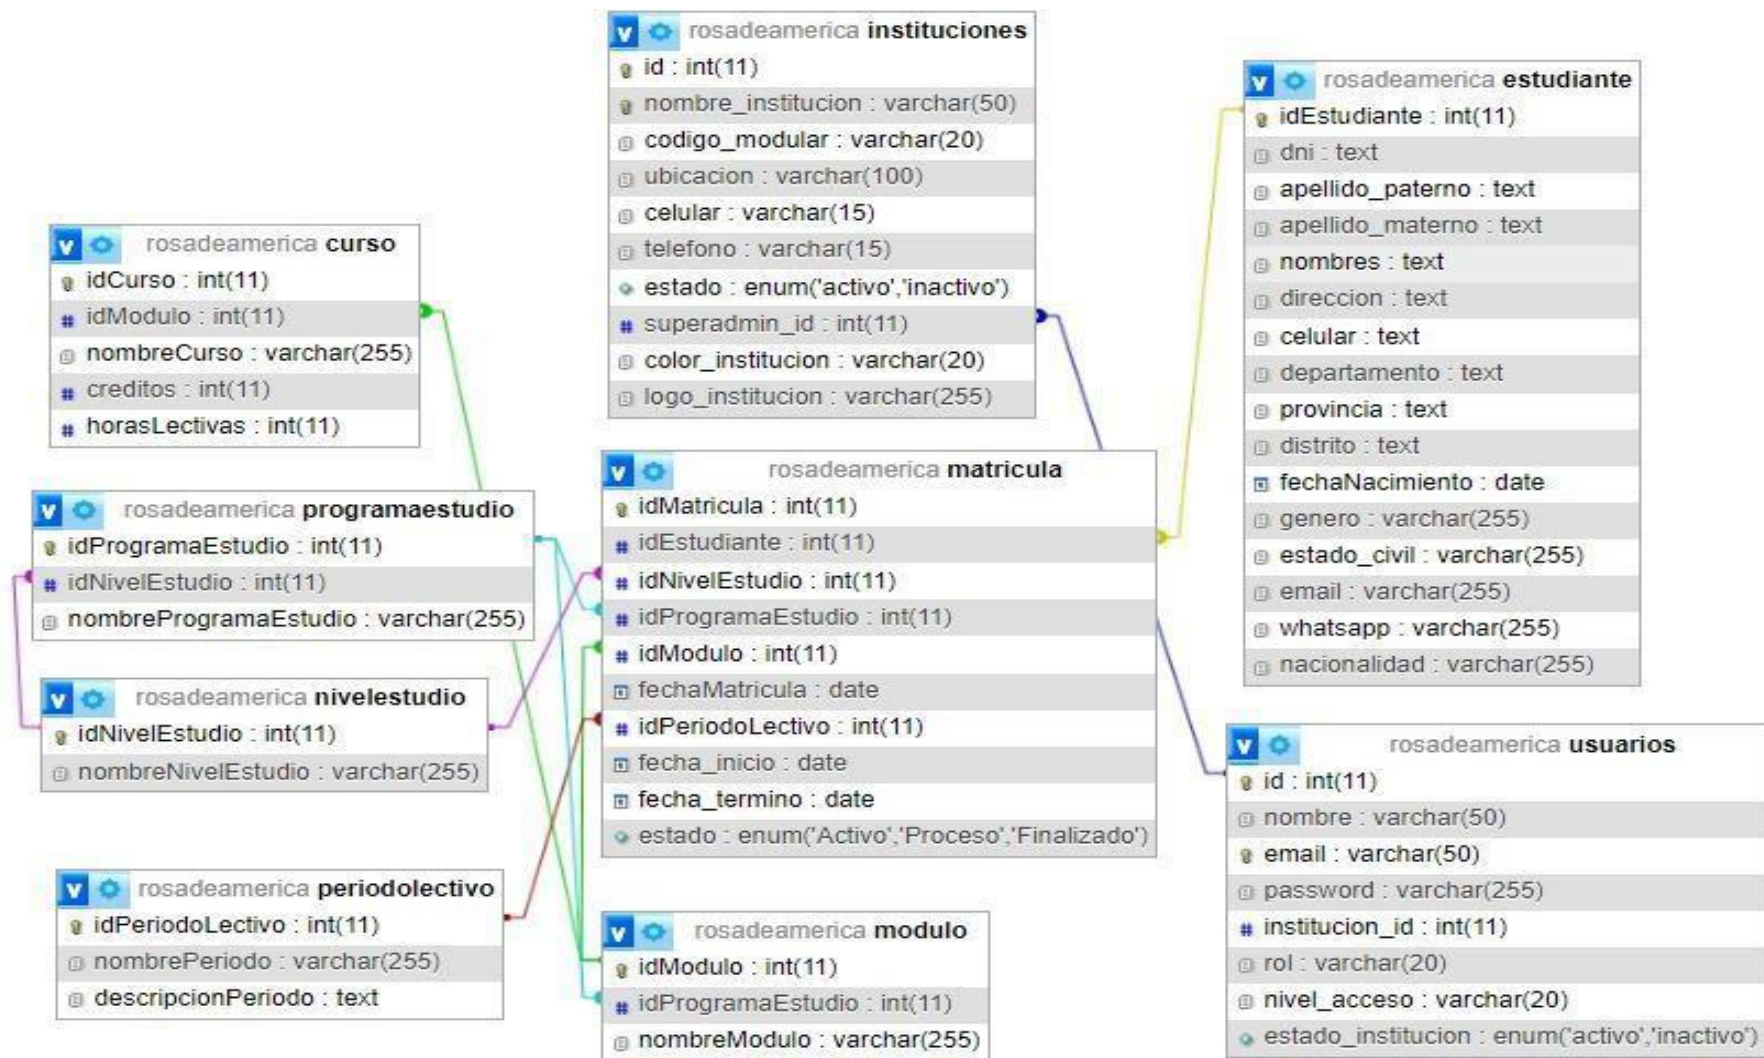 rosadeamerica instituciones
id : int(11)
nombre_institucion : varchar(50)
codigo_modular : varchar(20)
ubicacion : varchar(100)
celular : varchar(15)
telefono : varchar(15)
estado : enum('activo','inactivo')
superadmin_id : int(11)
color_institucion : varchar(20)
logo_institucion : varchar(255)
rosadeamerica estudiante
idEstudiante : int(11)
dni : text
apellido_paterno : text
apellido_materno : text
nombres : text
direccion : text
celular : text
departamento : text
provincia : text
distrito : text
fechaNacimiento : date
genero : varchar(255)
estado_civil : varchar(255)
email : varchar(255)
whatsapp : varchar(255)
nacionalidad : varchar(255)
rosadeamerica curso
idCurso : int(11)
idModulo : int(11)
nombreCurso : varchar(255)
creditos : int(11)
horasLectivas : int(11)
rosadeamerica programaestudio
idProgramaEstudio : int(11)
idNivelEstudio : int(11)
nombreProgramaEstudio : varchar(255)
rosadeamerica matricula
idMatricula : int(11)
idEstudiante : int(11)
idNivelEstudio : int(11)
idProgramaEstudio : int(11)
idModulo : int(11)
fechaMatricula : date
idPeriodoLectivo : int(11)
fecha_inicio : date
fecha_termino : date
estado : enum('Activo','Proceso','Finalizado')
rosadeamerica nivelestudio
idNivelEstudio : int(11)
nombreNivelEstudio : varchar(255)
rosadeamerica usuarios
id : int(11)
nombre : varchar(50)
email : varchar(50)
password : varchar(255)
institucion_id : int(11)
rol : varchar(20)
nivel_acceso : varchar(20)
estado_institucion : enum('activo','inactivo')
rosadeamerica periodolectivo
idPeriodoLectivo : int(11)
nombrePeriodo : varchar(255)
descripcionPeriodo : text
rosadeamerica modulo
idModulo : int(11)
idProgramaEstudio : int(11)
nombreModulo : varchar(255)